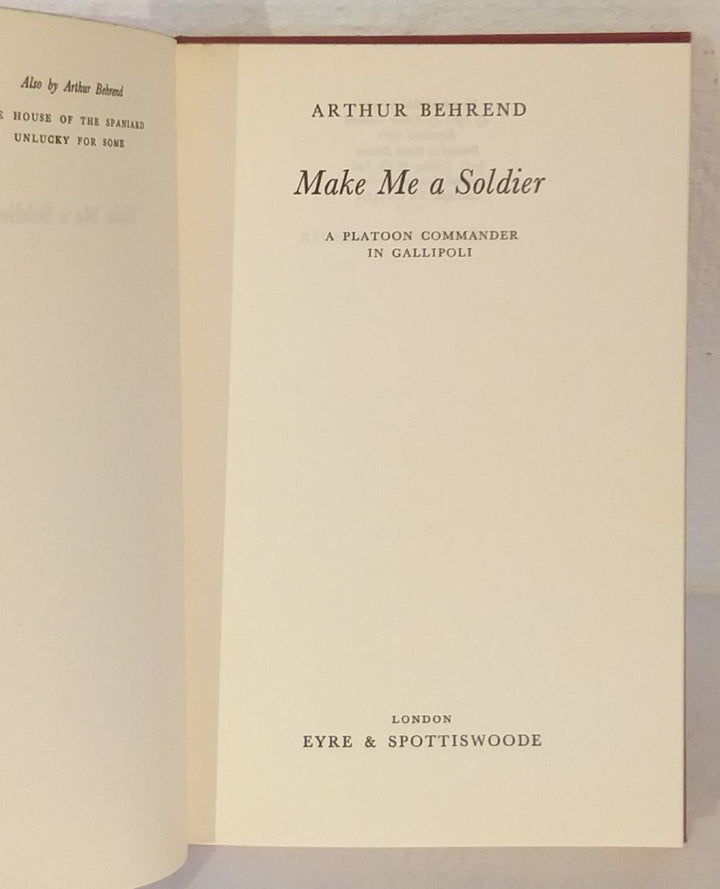 Also by Arthur Behrend
HOUSE OF THE SPANIARD
UNLUCKY FOR SOME
ARTHUR BEHREND
Make Me a Soldier
A PLATOON COMMANDER
IN GALLIPOLI
LONDON
EYRE & SPOTTISWOODE